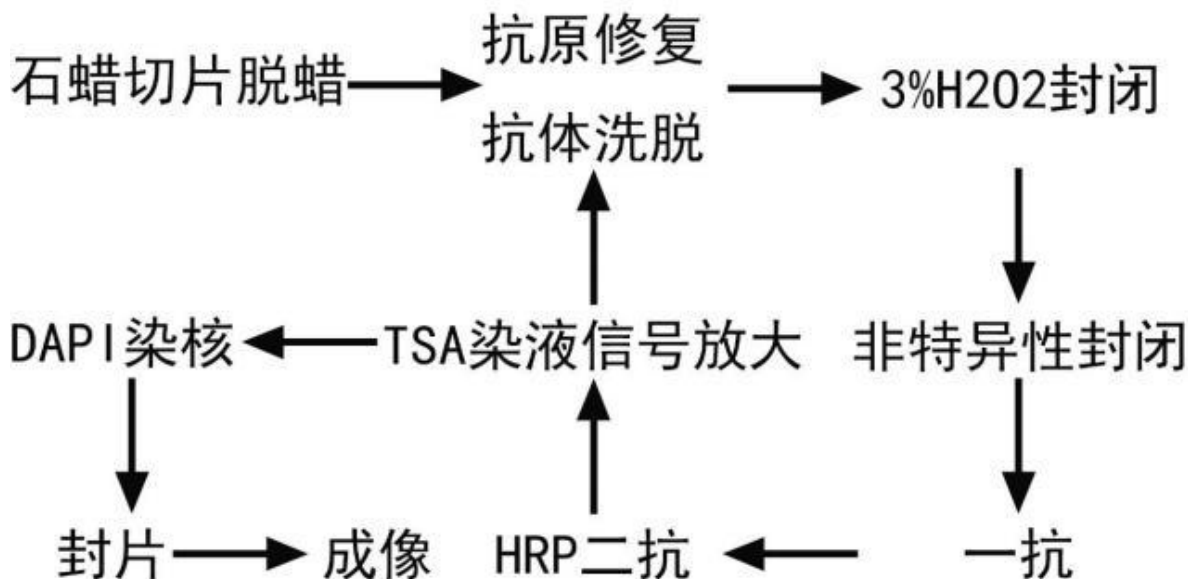 石蜡切片脱蜡
抗原修复
抗体洗脱
3%H2O2封闭
DAPI染核
TSA染液信号放大
非特异性封闭
封片
成像
HRP二抗
一抗